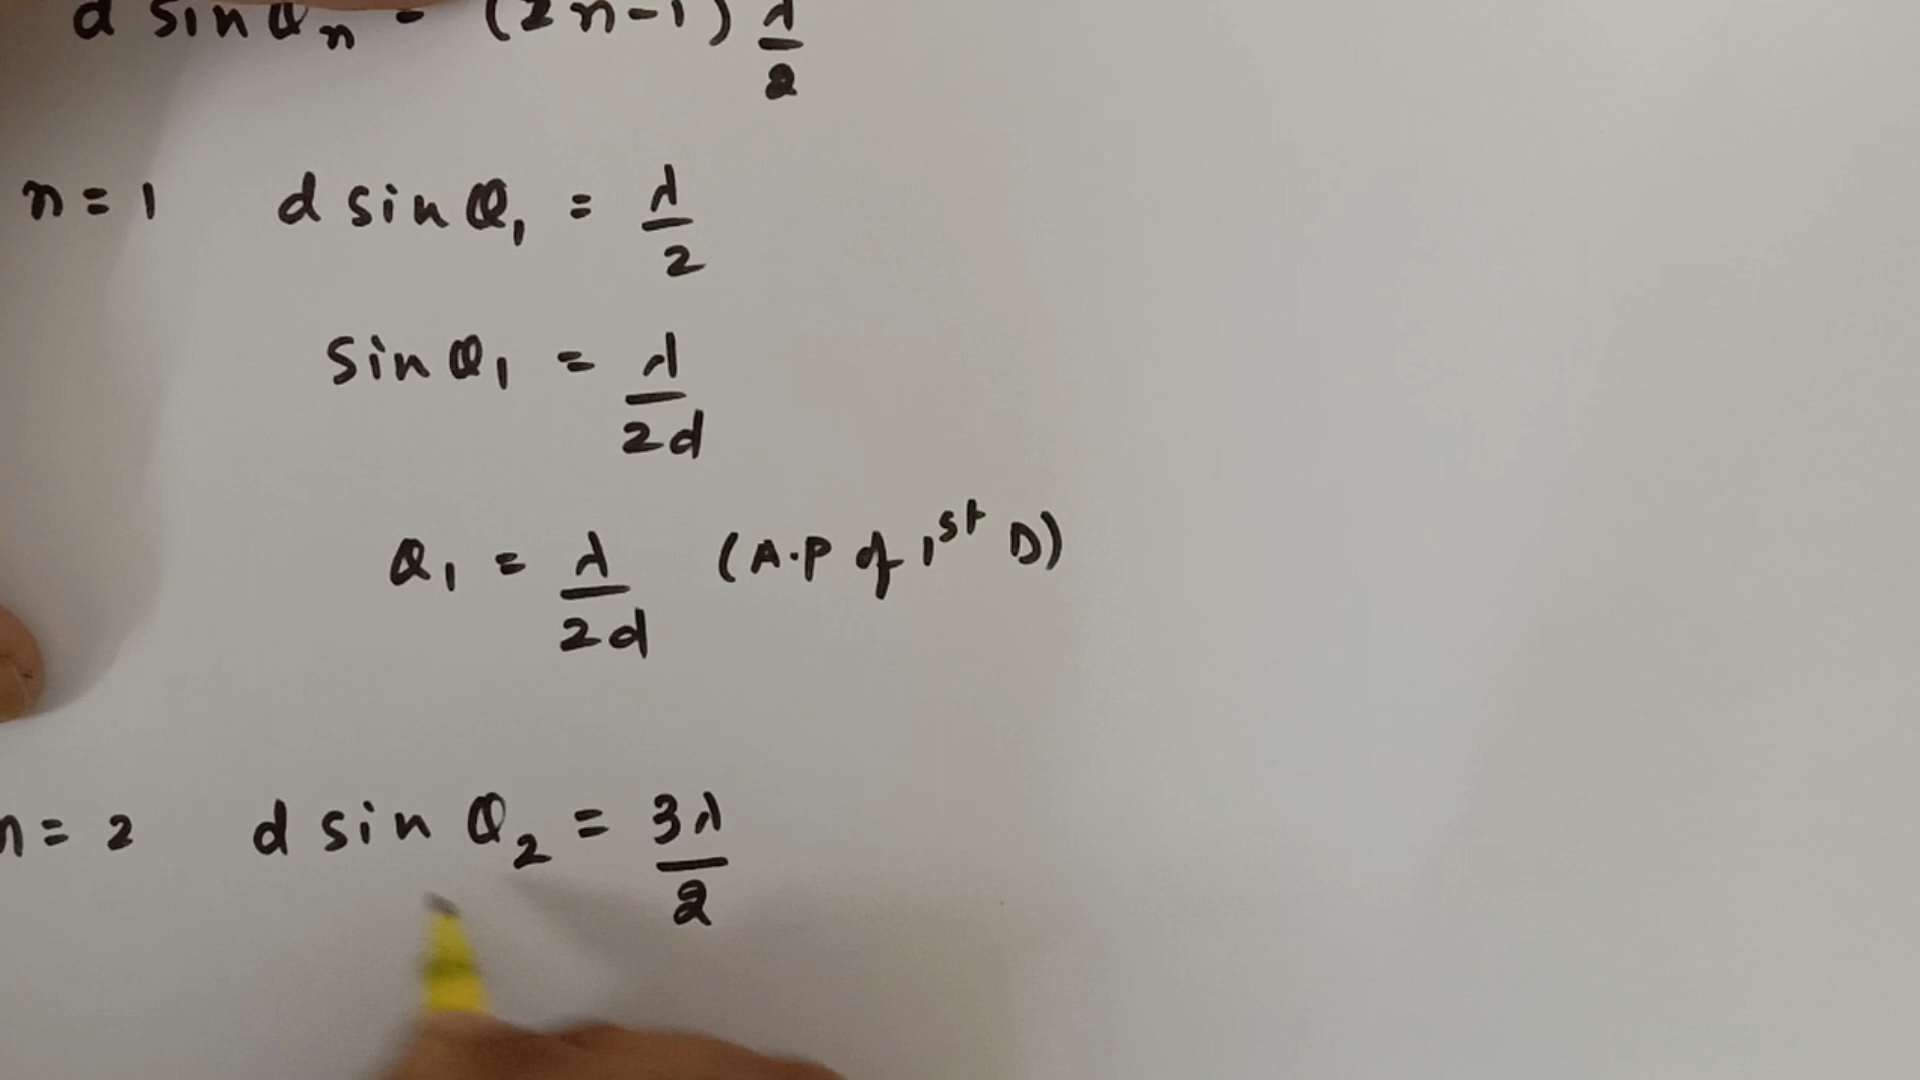 d sin θₙ = (2n-1) λ/2
n = 1 d sin θ₁ = λ/2
sin θ₁ = λ/2d
θ₁ = λ/2d (A.P of 1st D)
n = 2 d sin θ₂ = 3λ/2